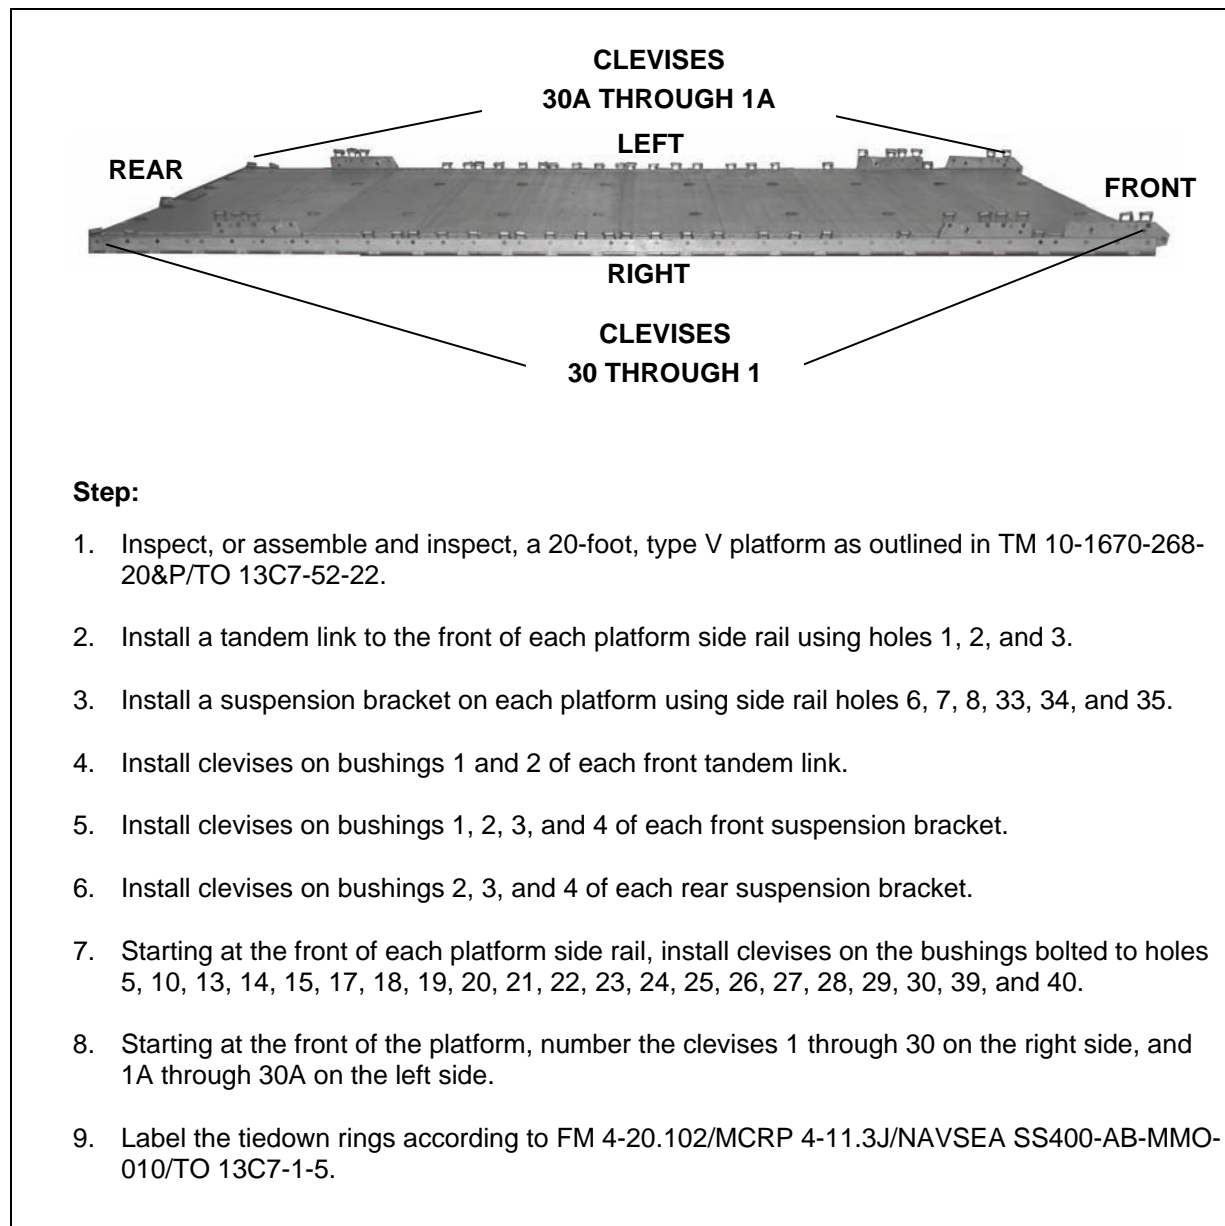 CLEVISES
30A THROUGH 1A
LEFT
REAR
FRONT
RIGHT
CLEVISES
30 THROUGH 1
Step:
1. Inspect, or assemble and inspect, a 20-foot, type V platform as outlined in TM 10-1670-268-
20&P/TO 13C7-52-22.
2. Install a tandem link to the front of each platform side rail using holes 1, 2, and 3.
3. Install a suspension bracket on each platform using side rail holes 6, 7, 8, 33, 34, and 35.
4. Install clevises on bushings 1 and 2 of each front tandem link.
5. Install clevises on bushings 1, 2, 3, and 4 of each front suspension bracket.
6. Install clevises on bushings 2, 3, and 4 of each rear suspension bracket.
7. Starting at the front of each platform side rail, install clevises on the bushings bolted to holes
5, 10, 13, 14, 15, 17, 18, 19, 20, 21, 22, 23, 24, 25, 26, 27, 28, 29, 30, 39, and 40.
8. Starting at the front of the platform, number the clevises 1 through 30 on the right side, and
1A through 30A on the left side.
9. Label the tiedown rings according to FM 4-20.102/MCRP 4-11.3J/NAVSEA SS400-AB-MMO-
010/TO 13C7-1-5.